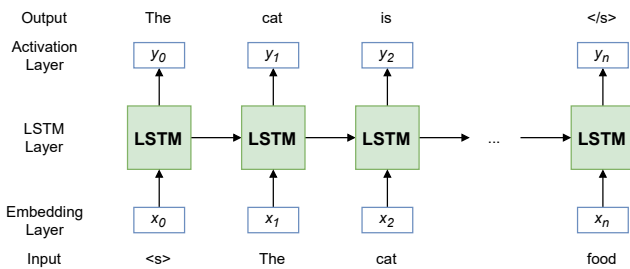 Output The cat is </s>
Activation Layer y0 y1 y2 yn
LSTM Layer LSTM LSTM LSTM ... LSTM
Embedding Layer x0 x1 x2 xn
Input <s> The cat food